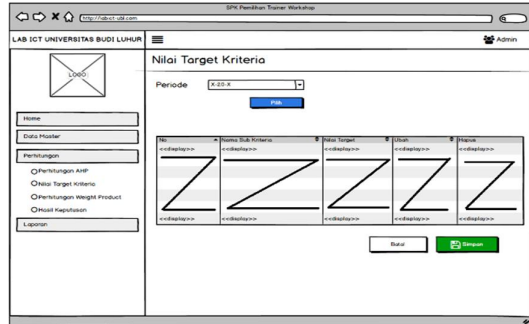 SPK Pemilihan Trainer Workshop
http://labict-ubl.com
LAB ICT UNIVERSITAS BUDI LUHUR
Admin
LOGO
Nilai Target Kriteria
Periode
X-20-X
Pilih
Home
Data Master
Perhitungan
Perhitungan AHP
Nilai Target Kriteria
Perhitungan Weight Product
Hasil Keputusan
Laporan
No Nama Sub Kriteria Nilai Target Ubah Hapus
<<display>> <<display>> <<display>> <<display>> <<display>>
<<display>> <<display>> <<display>> <<display>> <<display>>
Batal
Simpan